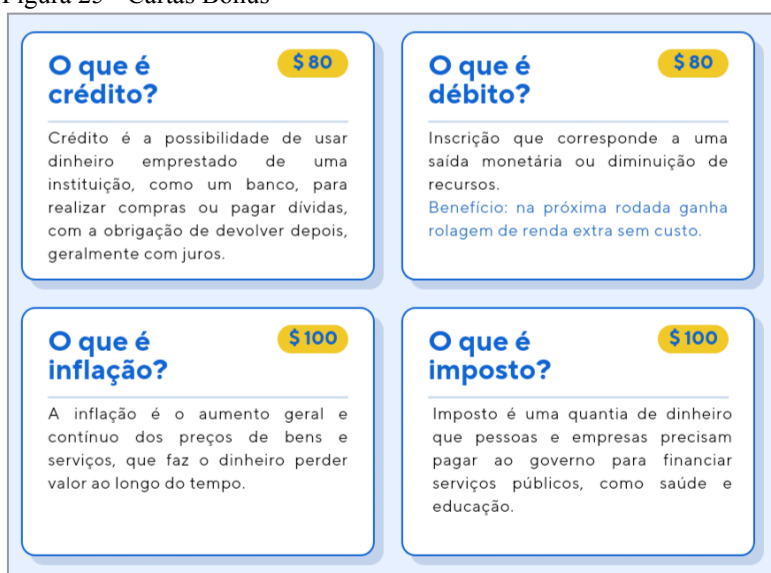 Figura 25 - Cartas Bônus
O que é
crédito?
$ 80
Crédito é a possibilidade de usar
dinheiro emprestado de uma
instituição, como um banco, para
realizar compras ou pagar dívidas,
com a obrigação de devolver depois,
geralmente com juros.
O que é
débito?
$ 80
Inscrição que corresponde a uma
saída monetária ou diminuição de
recursos.
Benefício: na próxima rodada ganha
rolagem de renda extra sem custo.
O que é
inflação?
$ 100
A inflação é o aumento geral e
contínuo dos preços de bens e
serviços, que faz o dinheiro perder
valor ao longo do tempo.
O que é
imposto?
$ 100
Imposto é uma quantia de dinheiro
que pessoas e empresas precisam
pagar ao governo para financiar
serviços públicos, como saúde e
educação.